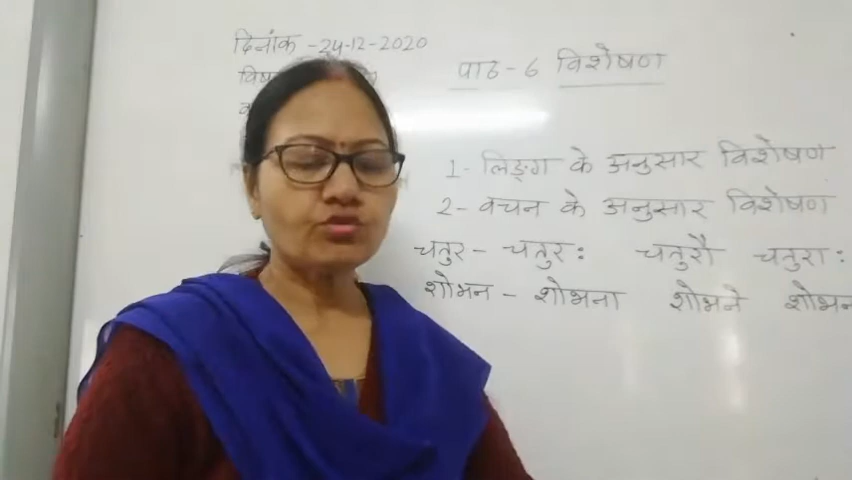 दिनांक -24-12-2020
पाठ-6 विशेषण
1- लिङ्ग के अनुसार विशेषण
2- वचन के अनुसार विशेषण
चतुर - चतुरः चतुरौ चतुराः
शोभन - शोभना शोभने